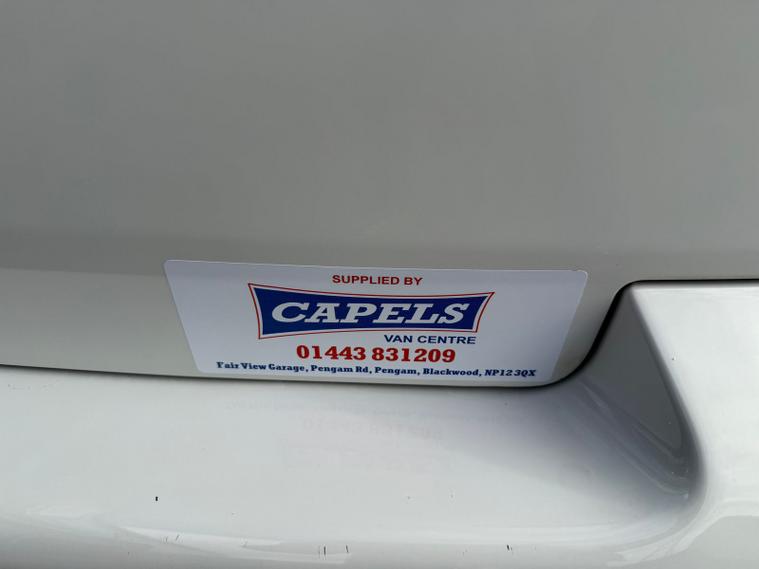 SUPPLIED BY
CAPELS
VAN CENTRE
01443 831209
Fair View Garage, Pengam Rd, Pengam, Blackwood, NP12 3QX